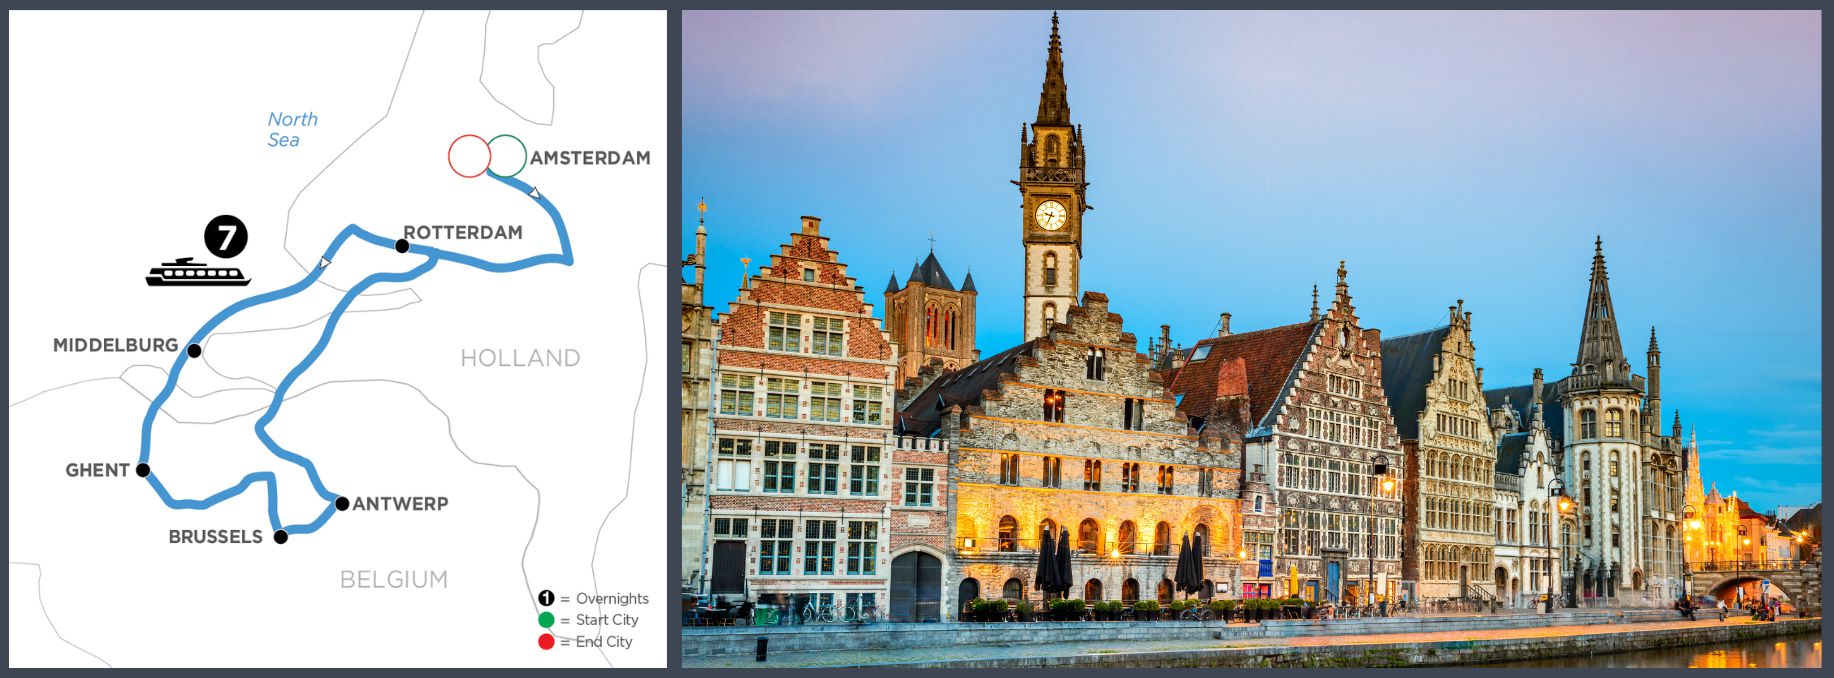 North
Sea
AMSTERDAM
ROTTERDAM
7
MIDDELBURG
HOLLAND
GHENT
ANTWERP
BRUSSELS
BELGIUM
1 = Overnights
= Start City
= End City